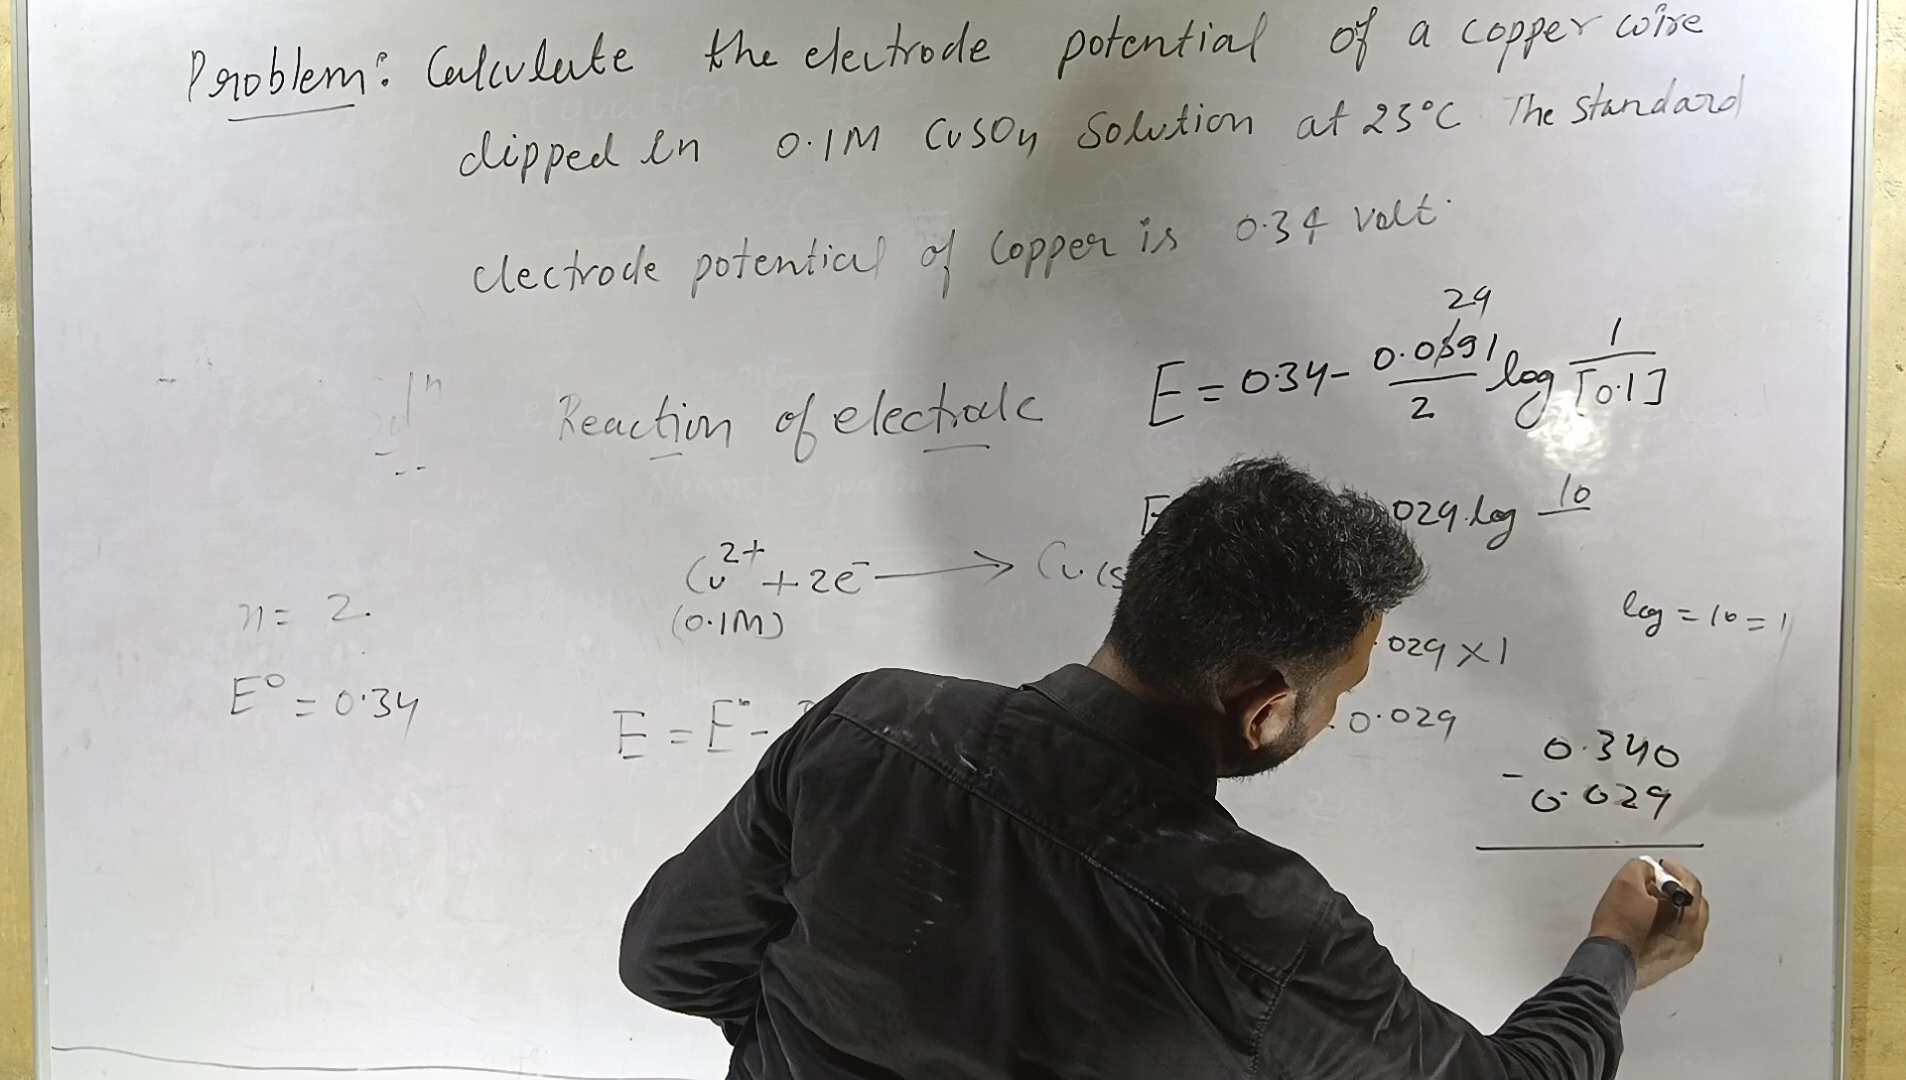 Problem: Calculate the electrode potential of a copper wire
dipped in 0.1M CuSO4 Solution at 25°C. The standard
electrode potential of Copper is 0.34 Volt.
Reaction of electrode
Cu2+ + 2e- → Cu(s
(0.1M)
n = 2.
E° = 0.34
E = E° -
E = 0.34 - 0.0591/2 log 1/[0.1]
29
029 log 10
log = 10 = 1
.029 × 1
0.029
0.340
- 0.029